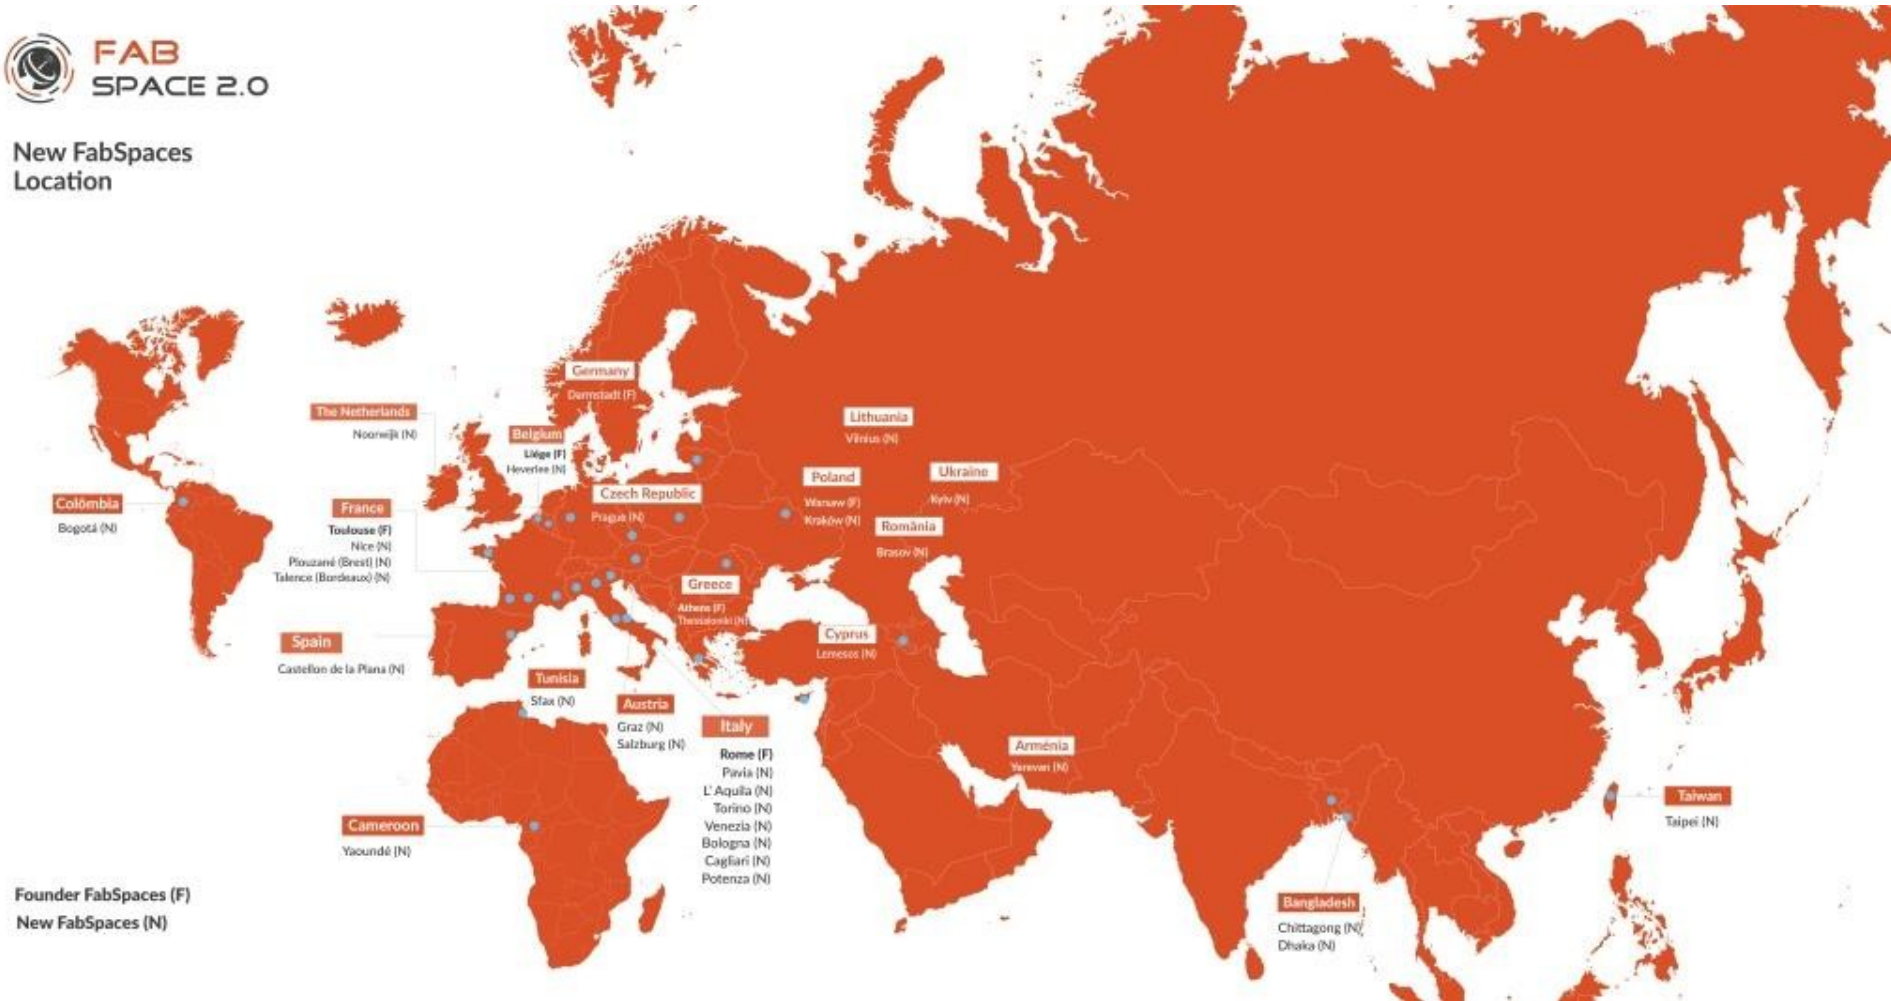 FAB
SPACE 2.0
New FabSpaces
Location
Germany
Darmstadt (F)
The Netherlands
Noorwijk (N)
Belgium
Liége (F)
Heverlee (N)
Lithuania
Vilnius (N)
Poland
Warsaw (F)
Kraków (N)
Ukraine
Kyiv (N)
Czech Republic
Prague (N)
Colômbia
Bogotá (N)
France
Toulouse (F)
Nice (N)
Plouzané (Brest) (N)
Talence (Bordeaux) (N)
România
Brasov (N)
Greece
Athens (F)
Thessaloniki (N)
Cyprus
Lemesos (N)
Spain
Castellon de la Plana (N)
Tunisia
Sfax (N)
Austria
Graz (N)
Salzburg (N)
Italy
Rome (F)
Pavia (N)
L' Aquila (N)
Torino (N)
Venezia (N)
Bologna (N)
Cagliari (N)
Potenza (N)
Arménia
Yerevan (N)
Taiwan
Taipei (N)
Cameroon
Yaoundé (N)
Bangladesh
Chittagong (N)
Dhaka (N)
Founder FabSpaces (F)
New FabSpaces (N)